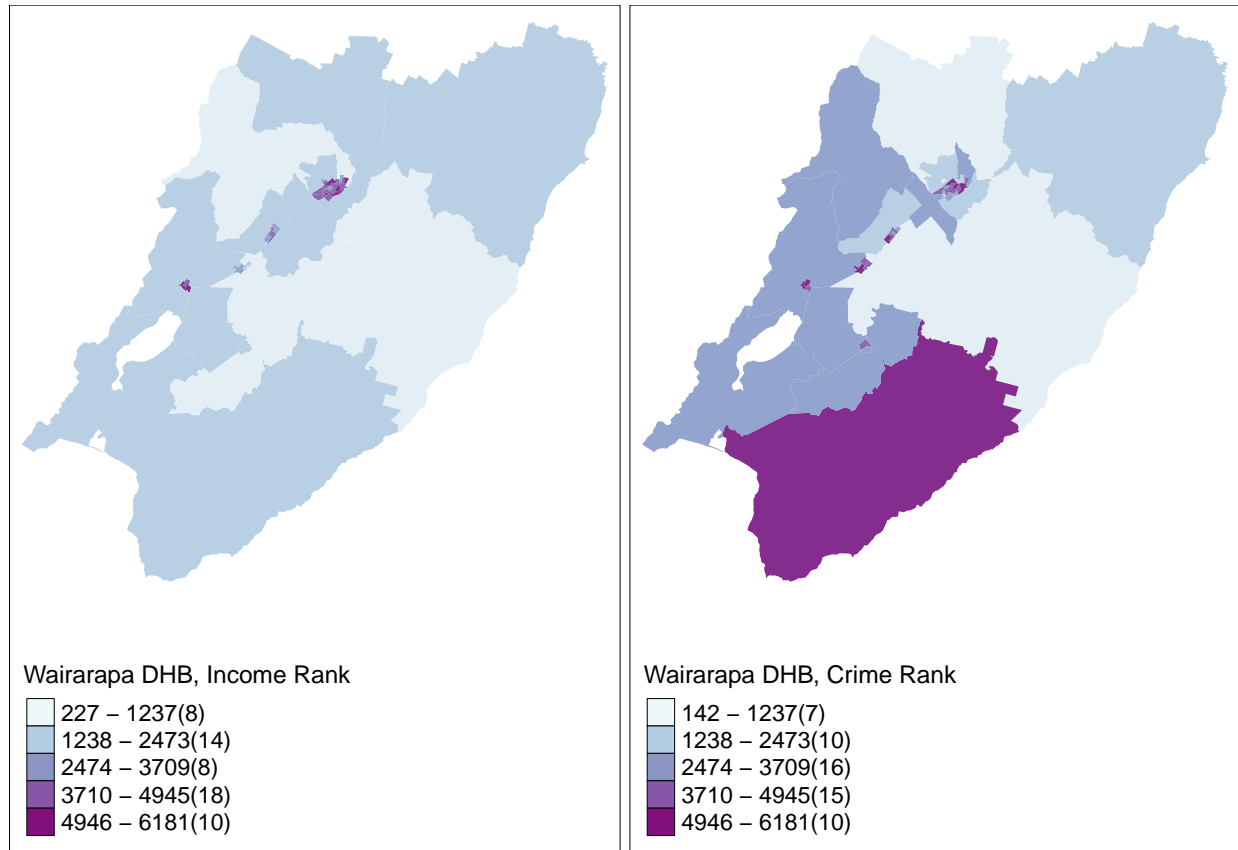 Wairarapa DHB, Income Rank
227 – 1237(8)
1238 – 2473(14)
2474 – 3709(8)
3710 – 4945(18)
4946 – 6181(10)
Wairarapa DHB, Crime Rank
142 – 1237(7)
1238 – 2473(10)
2474 – 3709(16)
3710 – 4945(15)
4946 – 6181(10)